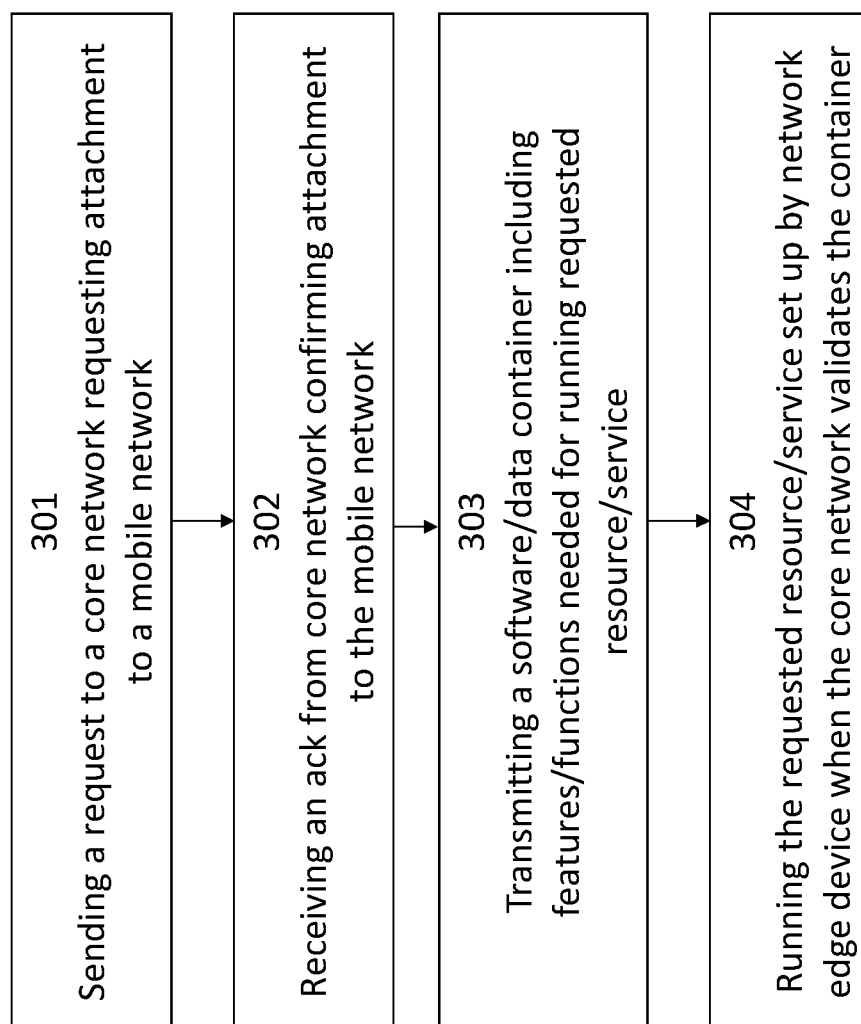 301
Sending a request to a core network requesting attachment
to a mobile network
302
Receiving an ack from core network confirming attachment
to the mobile network
303
Transmitting a software/data container including
features/functions needed for running requested
resource/service
304
Running the requested resource/service set up by network
edge device when the core network validates the container